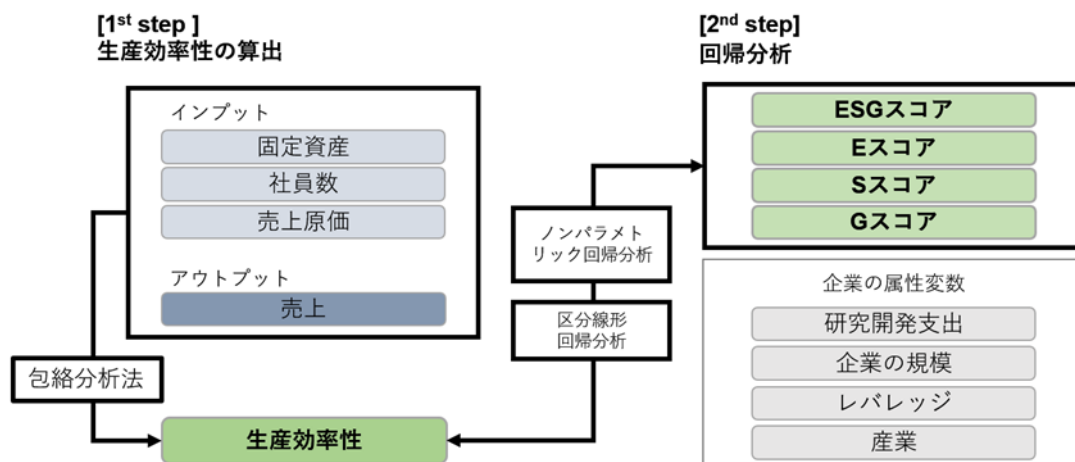 [1st step ]
生産効率性の算出
インプット
固定資産
社員数
売上原価
アウトプット
売上
包絡分析法
生産効率性
ノンパラメト
リック回帰分析
区分線形
回帰分析
[2nd step]
回帰分析
ESGスコア
Eスコア
Sスコア
Gスコア
企業の属性変数
研究開発支出
企業の規模
レバレッジ
産業